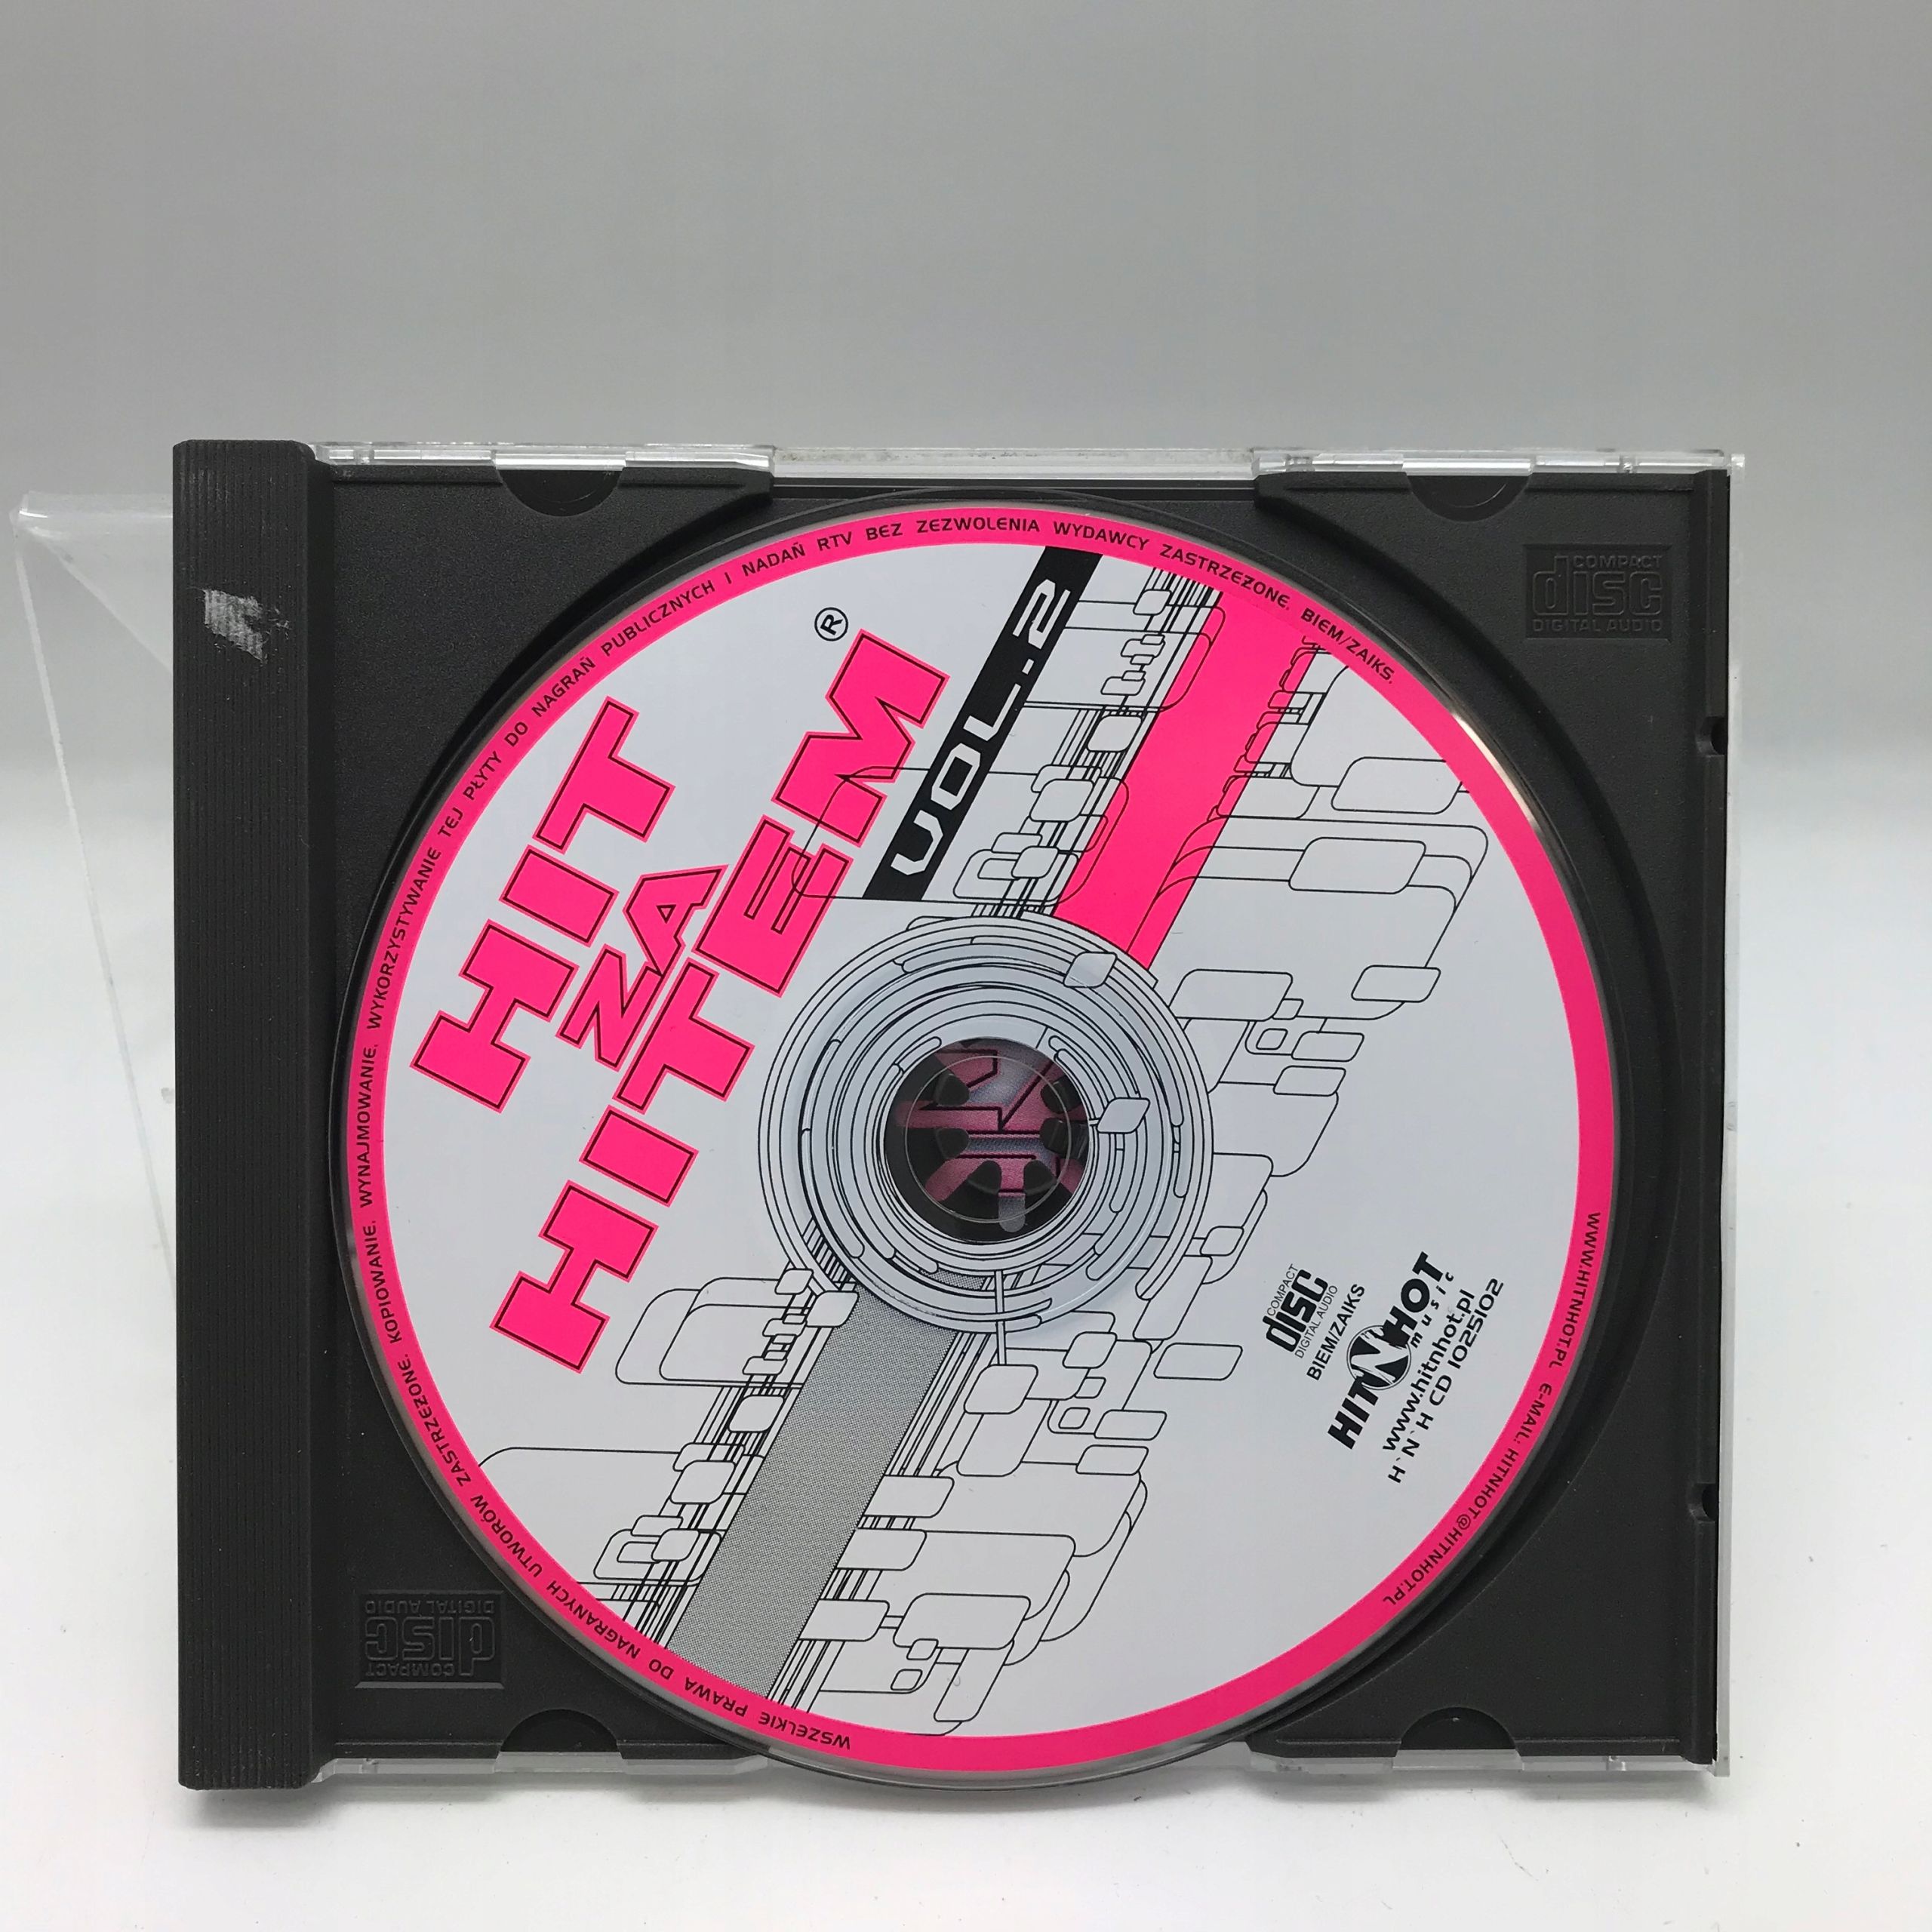 HIT
ZA
HITEM
®
VOL.2
COMPACT
disc
DIGITAL AUDIO
BIEM/ZAIKS
HIT N HOT
music
www.hitnhot.pl
H`N`H CD 1025102
WSZELKIE PRAWA DO NAGRANYCH UTWORÓW ZASTRZEŻONE. KOPIOWANIE, WYNAJMOWANIE, WYKORZYSTYWANIE TEJ PŁYTY DO NAGRAŃ PUBLICZNYCH I NADAŃ RTV BEZ ZEZWOLENIA WYDAWCY ZASTRZEŻONE. BIEM/ZAIKS.
WWW.HITNHOT.PL E-MAIL: HITNHOT@HITNHOT.PL
COMPACT
disc
DIGITAL AUDIO
COMPACT
disc
DIGITAL AUDIO